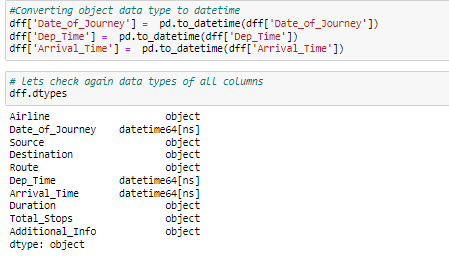 #Converting object data type to datetime
dff['Date_of_Journey'] =  pd.to_datetime(dff['Date_of_Journey'])
dff['Dep_Time'] =  pd.to_datetime(dff['Dep_Time'])
dff['Arrival_Time'] =  pd.to_datetime(dff['Arrival_Time'])
# Lets check again data types of all columns
dff.dtypes
Airline                    object
Date_of_Journey    datetime64[ns]
Source                     object
Destination                object
Route                      object
Dep_Time           datetime64[ns]
Arrival_Time       datetime64[ns]
Duration                   object
Total_Stops                object
Additional_Info            object
dtype: object